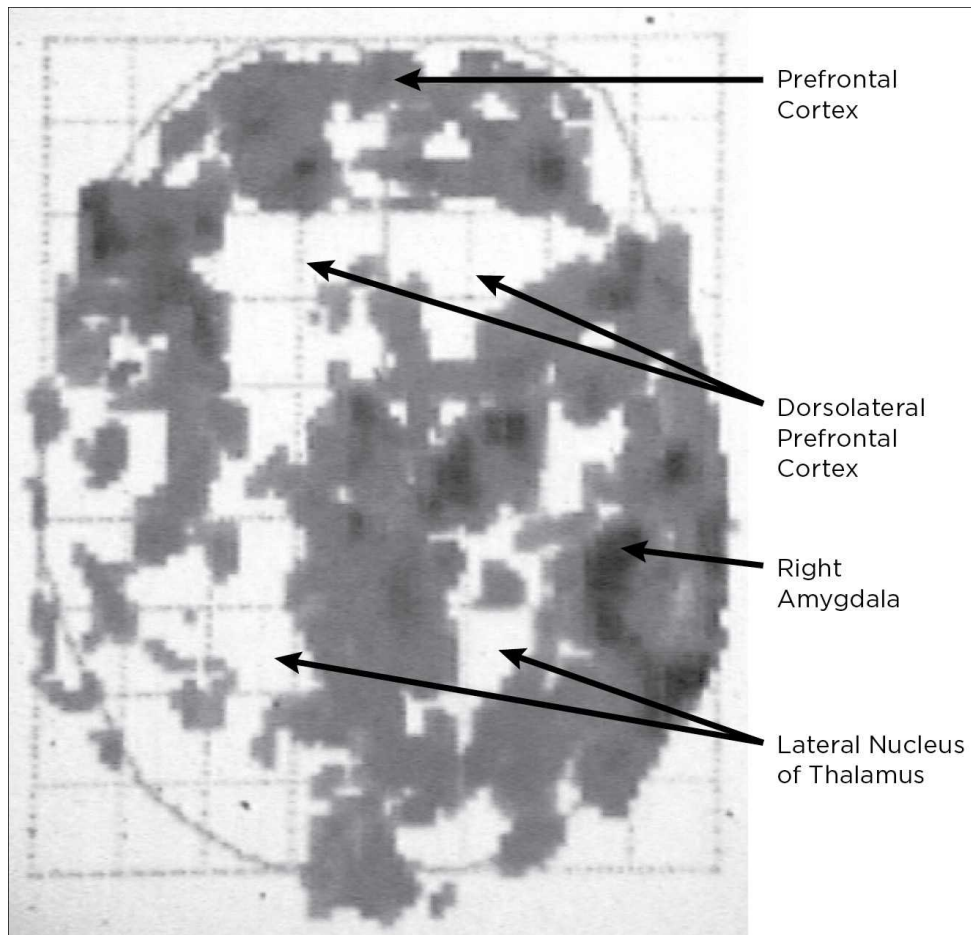 Prefrontal
Cortex
Dorsolateral
Prefrontal
Cortex
Right
Amygdala
Lateral Nucleus
of Thalamus